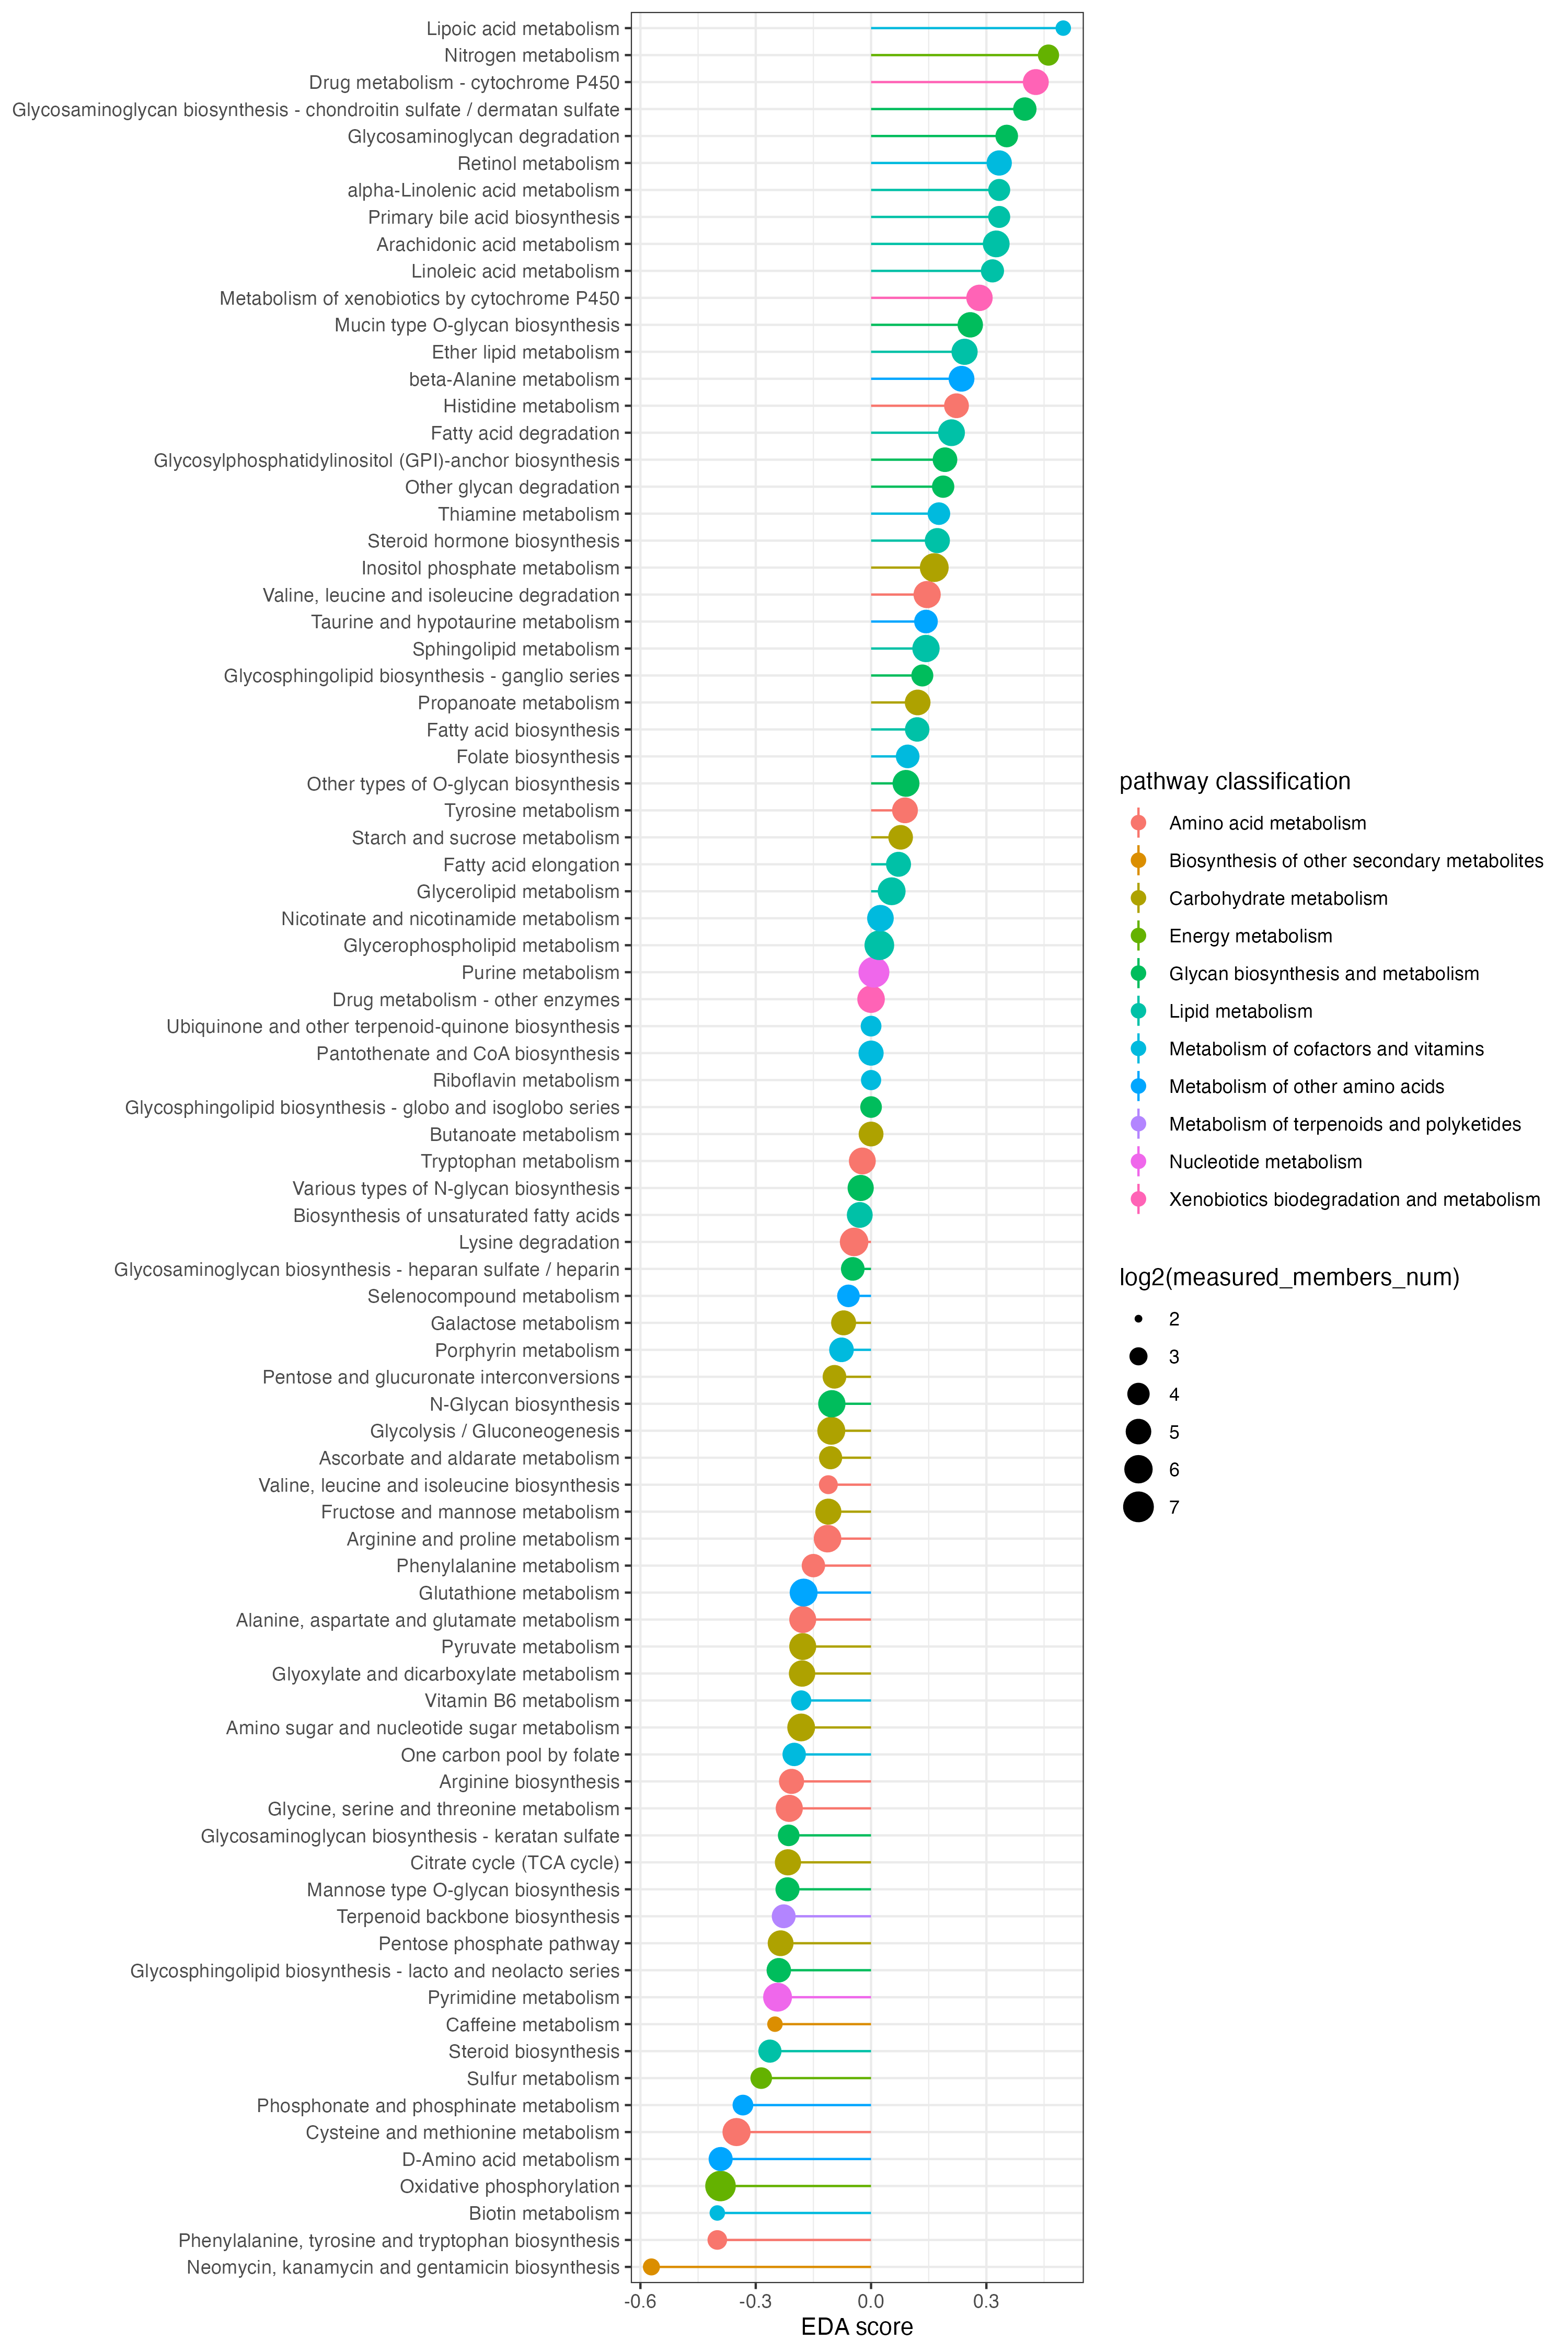 Lipoic acid metabolism
Nitrogen metabolism
Drug metabolism - cytochrome P450
Glycosaminoglycan biosynthesis - chondroitin sulfate / dermatan sulfate
Glycosaminoglycan degradation
Retinol metabolism
alpha-Linolenic acid metabolism
Primary bile acid biosynthesis
Arachidonic acid metabolism
Linoleic acid metabolism
Metabolism of xenobiotics by cytochrome P450
Mucin type O-glycan biosynthesis
Ether lipid metabolism
beta-Alanine metabolism
Histidine metabolism
Fatty acid degradation
Glycosylphosphatidylinositol (GPI)-anchor biosynthesis
Other glycan degradation
Thiamine metabolism
Steroid hormone biosynthesis
Inositol phosphate metabolism
Valine, leucine and isoleucine degradation
Taurine and hypotaurine metabolism
Sphingolipid metabolism
Glycosphingolipid biosynthesis - ganglio series
Propanoate metabolism
Fatty acid biosynthesis
Folate biosynthesis
Other types of O-glycan biosynthesis
Tyrosine metabolism
Starch and sucrose metabolism
Fatty acid elongation
Glycerolipid metabolism
Nicotinate and nicotinamide metabolism
Glycerophospholipid metabolism
Purine metabolism
Drug metabolism - other enzymes
Ubiquinone and other terpenoid-quinone biosynthesis
Pantothenate and CoA biosynthesis
Riboflavin metabolism
Glycosphingolipid biosynthesis - globo and isoglobo series
Butanoate metabolism
Tryptophan metabolism
Various types of N-glycan biosynthesis
Biosynthesis of unsaturated fatty acids
Lysine degradation
Glycosaminoglycan biosynthesis - heparan sulfate / heparin
Selenocompound metabolism
Galactose metabolism
Porphyrin metabolism
Pentose and glucuronate interconversions
N-Glycan biosynthesis
Glycolysis / Gluconeogenesis
Ascorbate and aldarate metabolism
Valine, leucine and isoleucine biosynthesis
Fructose and mannose metabolism
Arginine and proline metabolism
Phenylalanine metabolism
Glutathione metabolism
Alanine, aspartate and glutamate metabolism
Pyruvate metabolism
Glyoxylate and dicarboxylate metabolism
Vitamin B6 metabolism
Amino sugar and nucleotide sugar metabolism
One carbon pool by folate
Arginine biosynthesis
Glycine, serine and threonine metabolism
Glycosaminoglycan biosynthesis - keratan sulfate
Citrate cycle (TCA cycle)
Mannose type O-glycan biosynthesis
Terpenoid backbone biosynthesis
Pentose phosphate pathway
Glycosphingolipid biosynthesis - lacto and neolacto series
Pyrimidine metabolism
Caffeine metabolism
Steroid biosynthesis
Sulfur metabolism
Phosphonate and phosphinate metabolism
Cysteine and methionine metabolism
D-Amino acid metabolism
Oxidative phosphorylation
Biotin metabolism
Phenylalanine, tyrosine and tryptophan biosynthesis
Neomycin, kanamycin and gentamicin biosynthesis
-0.6 -0.3 0.0 0.3
EDA score
pathway classification
Amino acid metabolism
Biosynthesis of other secondary metabolites
Carbohydrate metabolism
Energy metabolism
Glycan biosynthesis and metabolism
Lipid metabolism
Metabolism of cofactors and vitamins
Metabolism of other amino acids
Metabolism of terpenoids and polyketides
Nucleotide metabolism
Xenobiotics biodegradation and metabolism
log2(measured_members_num)
2
3
4
5
6
7